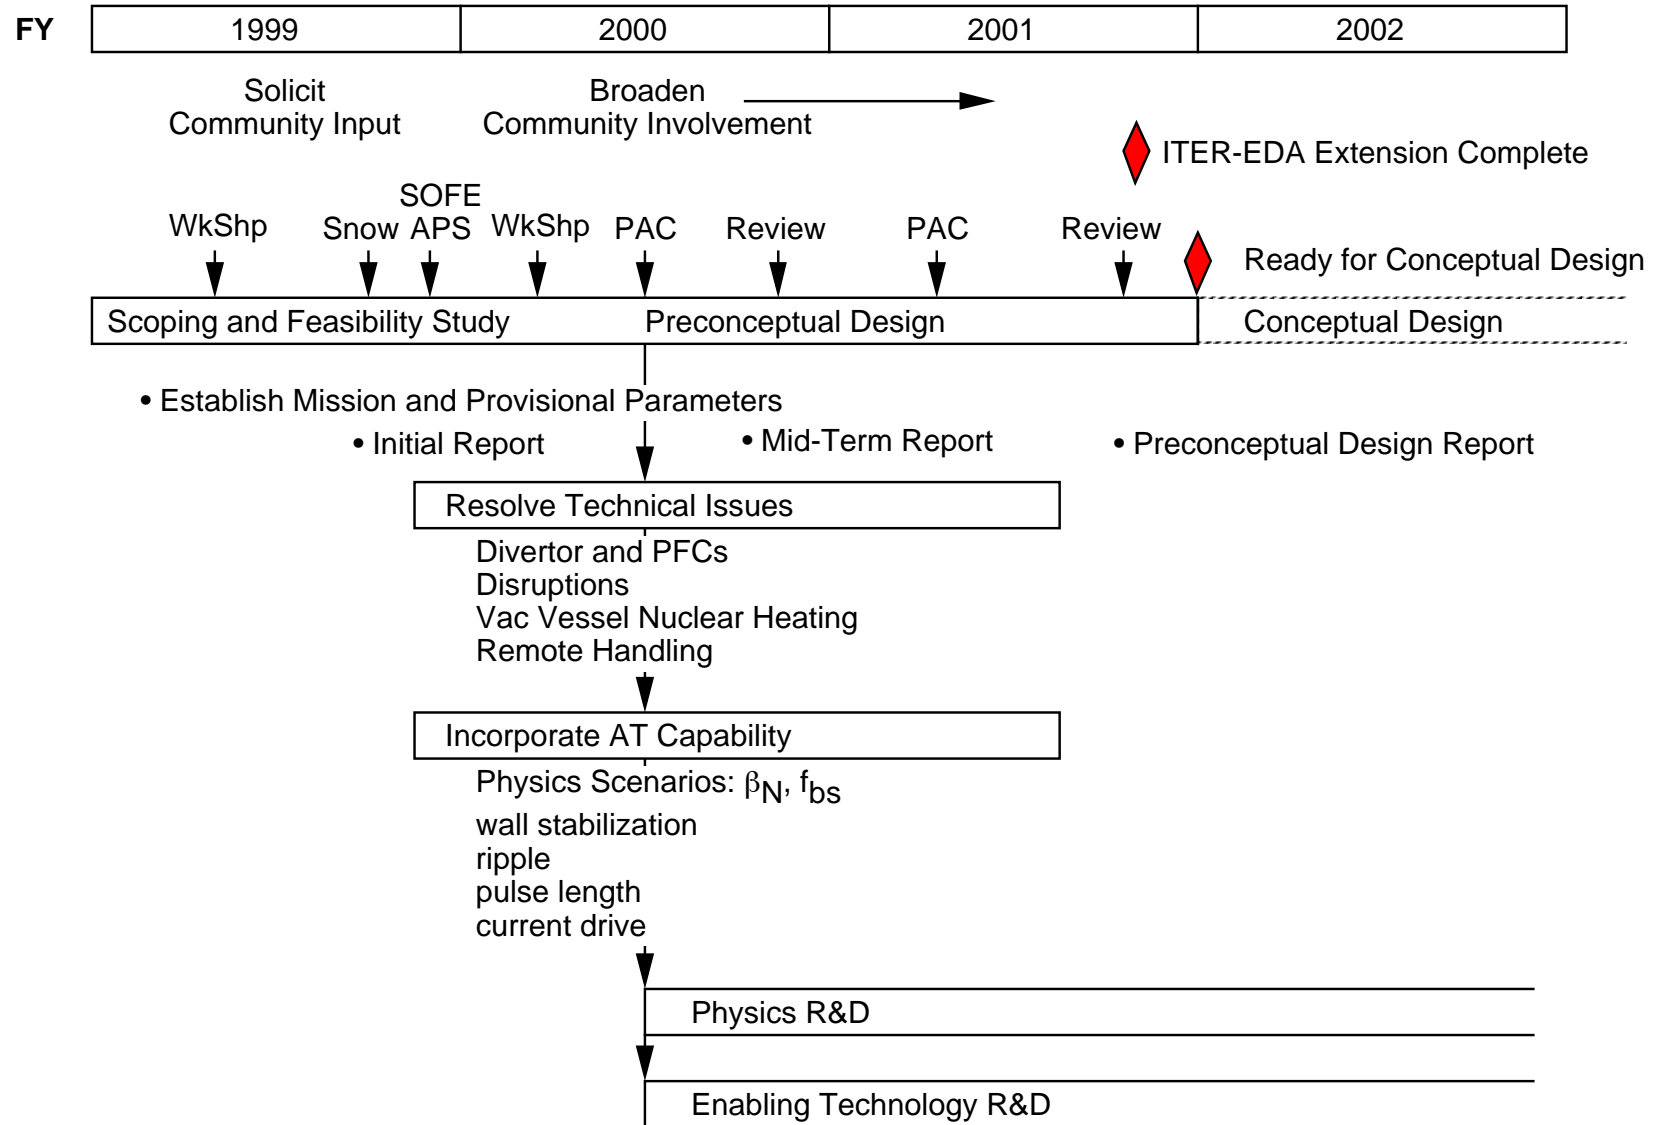 FY 1999 2000 2001 2002
Solicit
Community Input
Broaden
Community Involvement
ITER-EDA Extension Complete
SOFE
WkShp Snow APS WkShp PAC Review PAC Review
Ready for Conceptual Design
Scoping and Feasibility Study Preconceptual Design Conceptual Design
• Establish Mission and Provisional Parameters
• Initial Report • Mid-Term Report • Preconceptual Design Report
Resolve Technical Issues
Divertor and PFCs
Disruptions
Vac Vessel Nuclear Heating
Remote Handling
Incorporate AT Capability
Physics Scenarios: βN, fbs
wall stabilization
ripple
pulse length
current drive
Physics R&D
Enabling Technology R&D